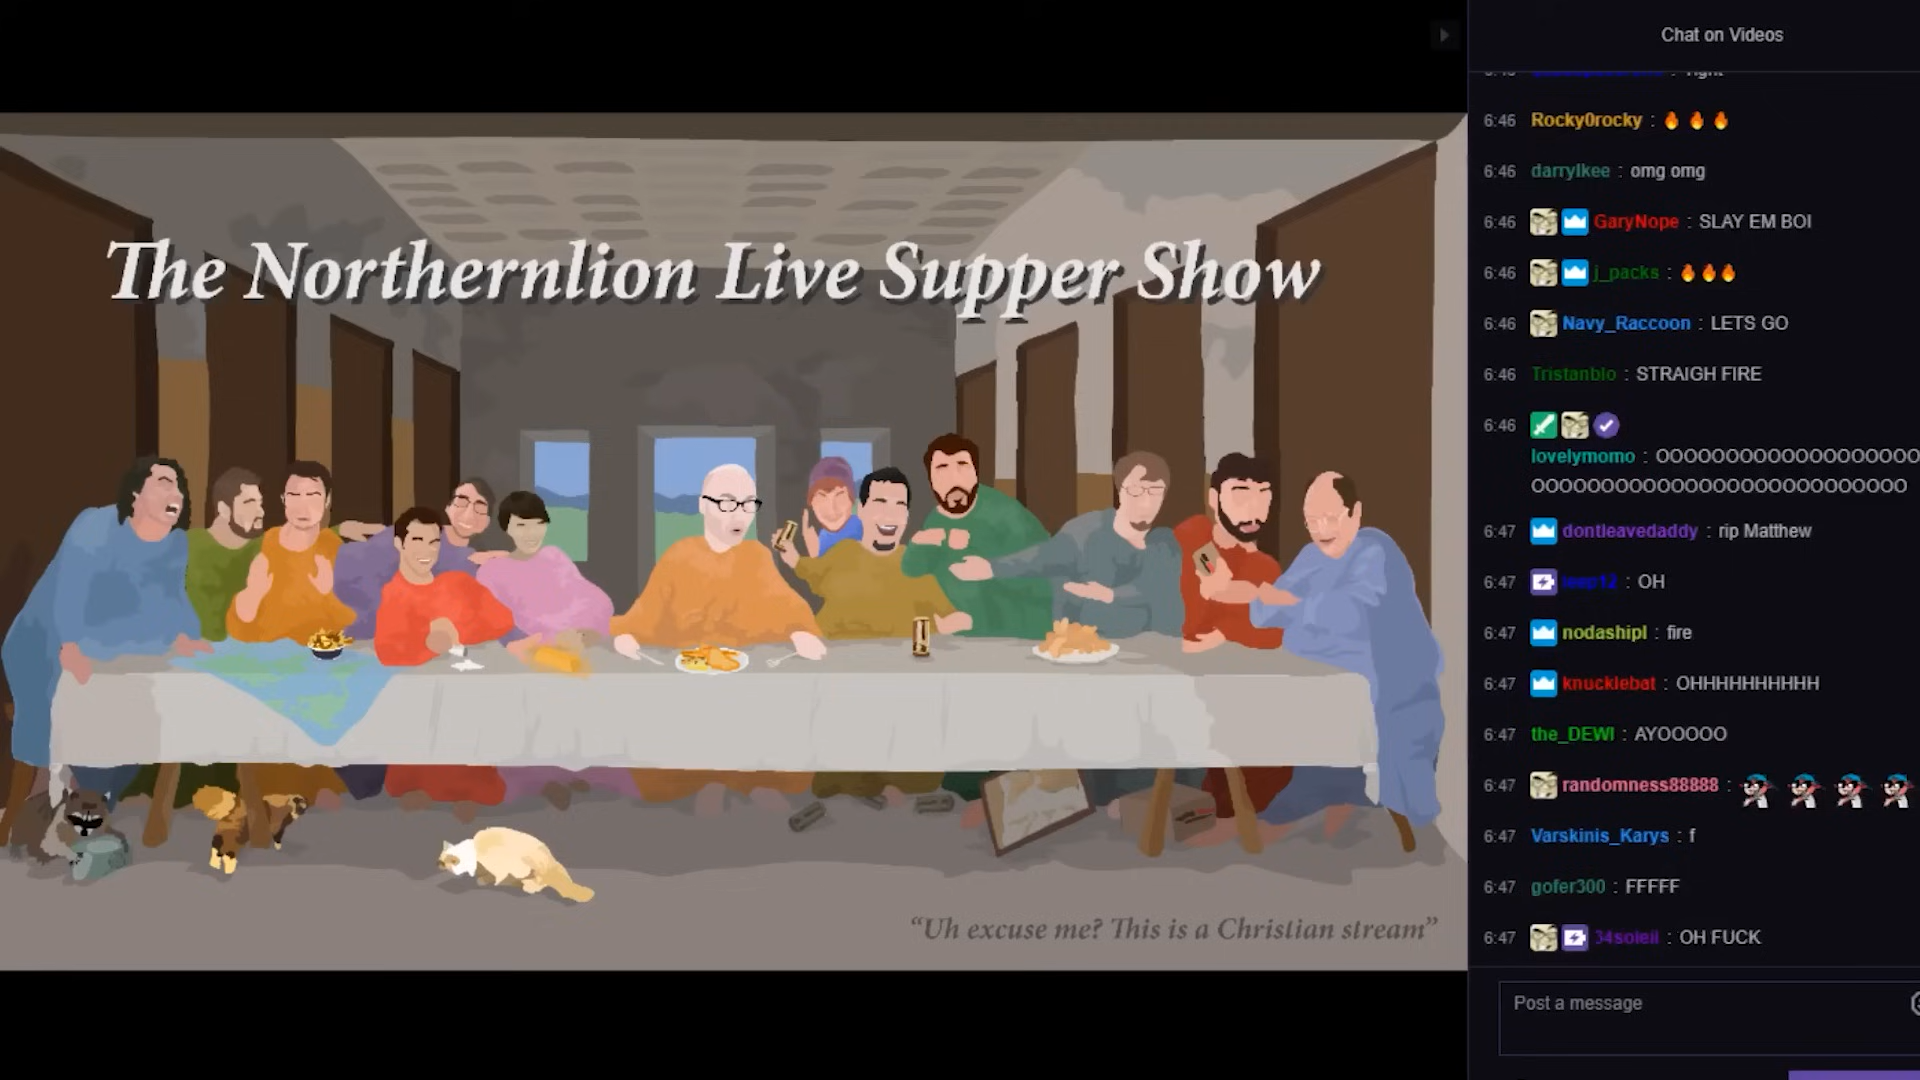 Chat on Videos
6:46 Rocky0rocky : 🔥 🔥 🔥
6:46 darrylkee : omg omg
6:46 GaryNope : SLAY EM BOI
6:46 j_packs : 🔥🔥🔥
6:46 Navy_Raccoon : LETS GO
6:46 Tristanblo : STRAIGH FIRE
6:46
lovelymomo : OOOOOOOOOOOOOOOOOOO
OOOOOOOOOOOOOOOOOOOOOOOOOOO
6:47 dontleavedaddy : rip Matthew
6:47 : OH
6:47 nodashipl : fire
6:47 knucklebat : OHHHHHHHHHH
6:47 the_DEWI : AYOOOOO
6:47 randomness88888 :
6:47 Varskinis_Karys : f
6:47 gofer300 : FFFFF
6:47 34soleil : OH FUCK
Post a message
The Northernlion Live Supper Show
“Uh excuse me? This is a Christian stream”